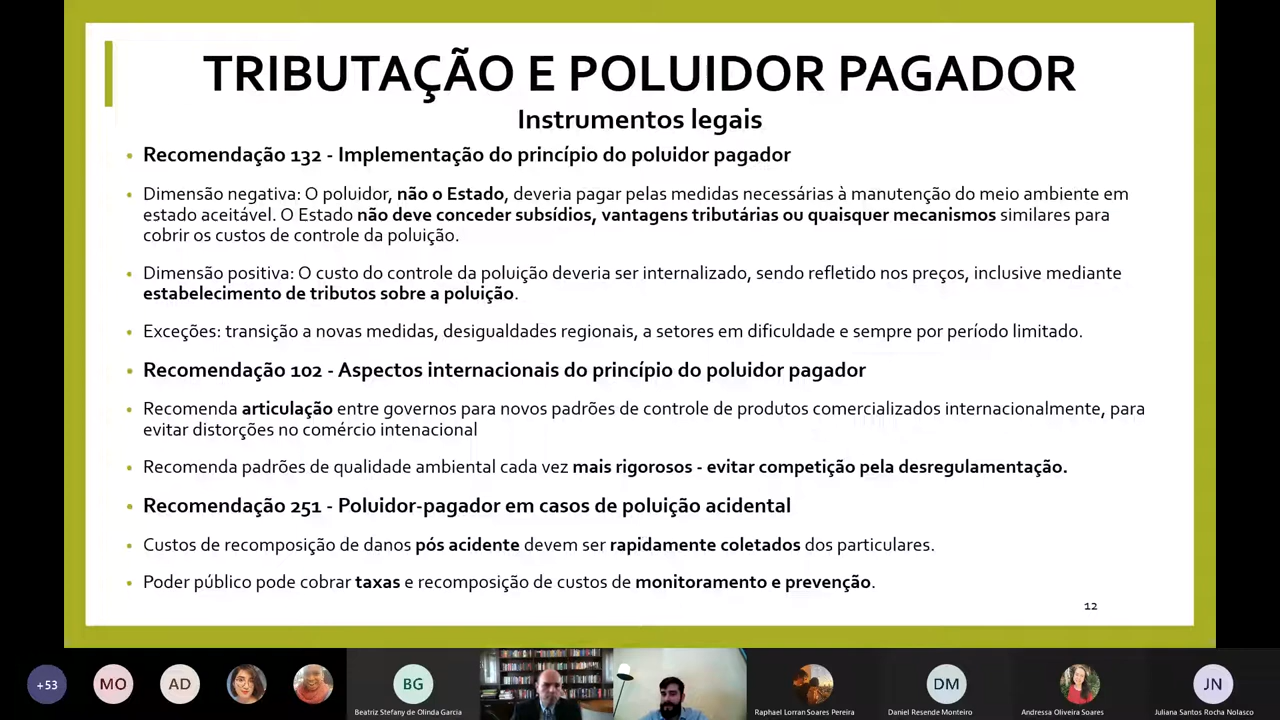 TRIBUTAÇÃO E POLUIDOR PAGADOR
Instrumentos legais
• Recomendação 132 - Implementação do princípio do poluidor pagador
• Dimensão negativa: O poluidor, não o Estado, deveria pagar pelas medidas necessárias à manutenção do meio ambiente em
estado aceitável. O Estado não deve conceder subsídios, vantagens tributárias ou quaisquer mecanismos similares para
cobrir os custos de controle da poluição.
• Dimensão positiva: O custo do controle da poluição deveria ser internalizado, sendo refletido nos preços, inclusive mediante
estabelecimento de tributos sobre a poluição.
• Exceções: transição a novas medidas, desigualdades regionais, a setores em dificuldade e sempre por período limitado.
• Recomendação 102 - Aspectos internacionais do princípio do poluidor pagador
• Recomenda articulação entre governos para novos padrões de controle de produtos comercializados internacionalmente, para
evitar distorções no comércio intenacional
• Recomenda padrões de qualidade ambiental cada vez mais rigorosos - evitar competição pela desregulamentação.
• Recomendação 251 - Poluidor-pagador em casos de poluição acidental
• Custos de recomposição de danos pós acidente devem ser rapidamente coletados dos particulares.
• Poder público pode cobrar taxas e recomposição de custos de monitoramento e prevenção.
12
+53 MO AD BG DM JN
Beatriz Stefany de Olinda Garcia Raphael Lorran Soares Pereira Daniel Resende Monteiro Andressa Oliveira Soares Juliana Santos Rocha Nolasco